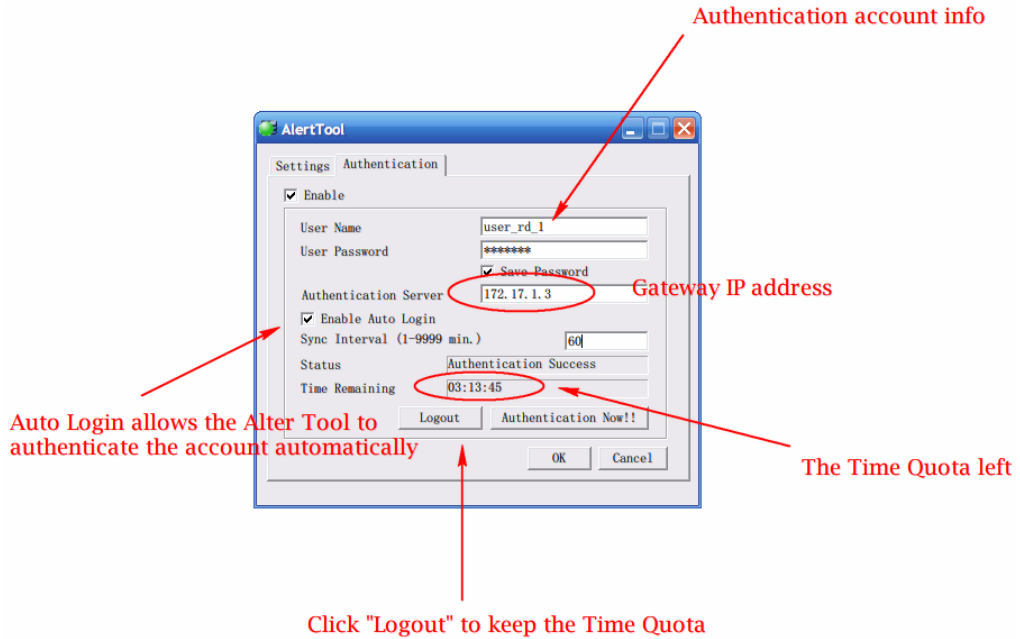 Authentication account info
AlertTool
Settings Authentication
Enable
User Name user_rd_1
User Password *******
Save Password
Authentication Server 172.17.1.3 Gateway IP address
Enable Auto Login
Sync Interval (1-9999 min.) 60
Status Authentication Success
Time Remaining 03:13:45
Logout Authentication Now!!
Auto Login allows the Alter Tool to
authenticate the account automatically
OK Cancel
The Time Quota left
Click "Logout" to keep the Time Quota